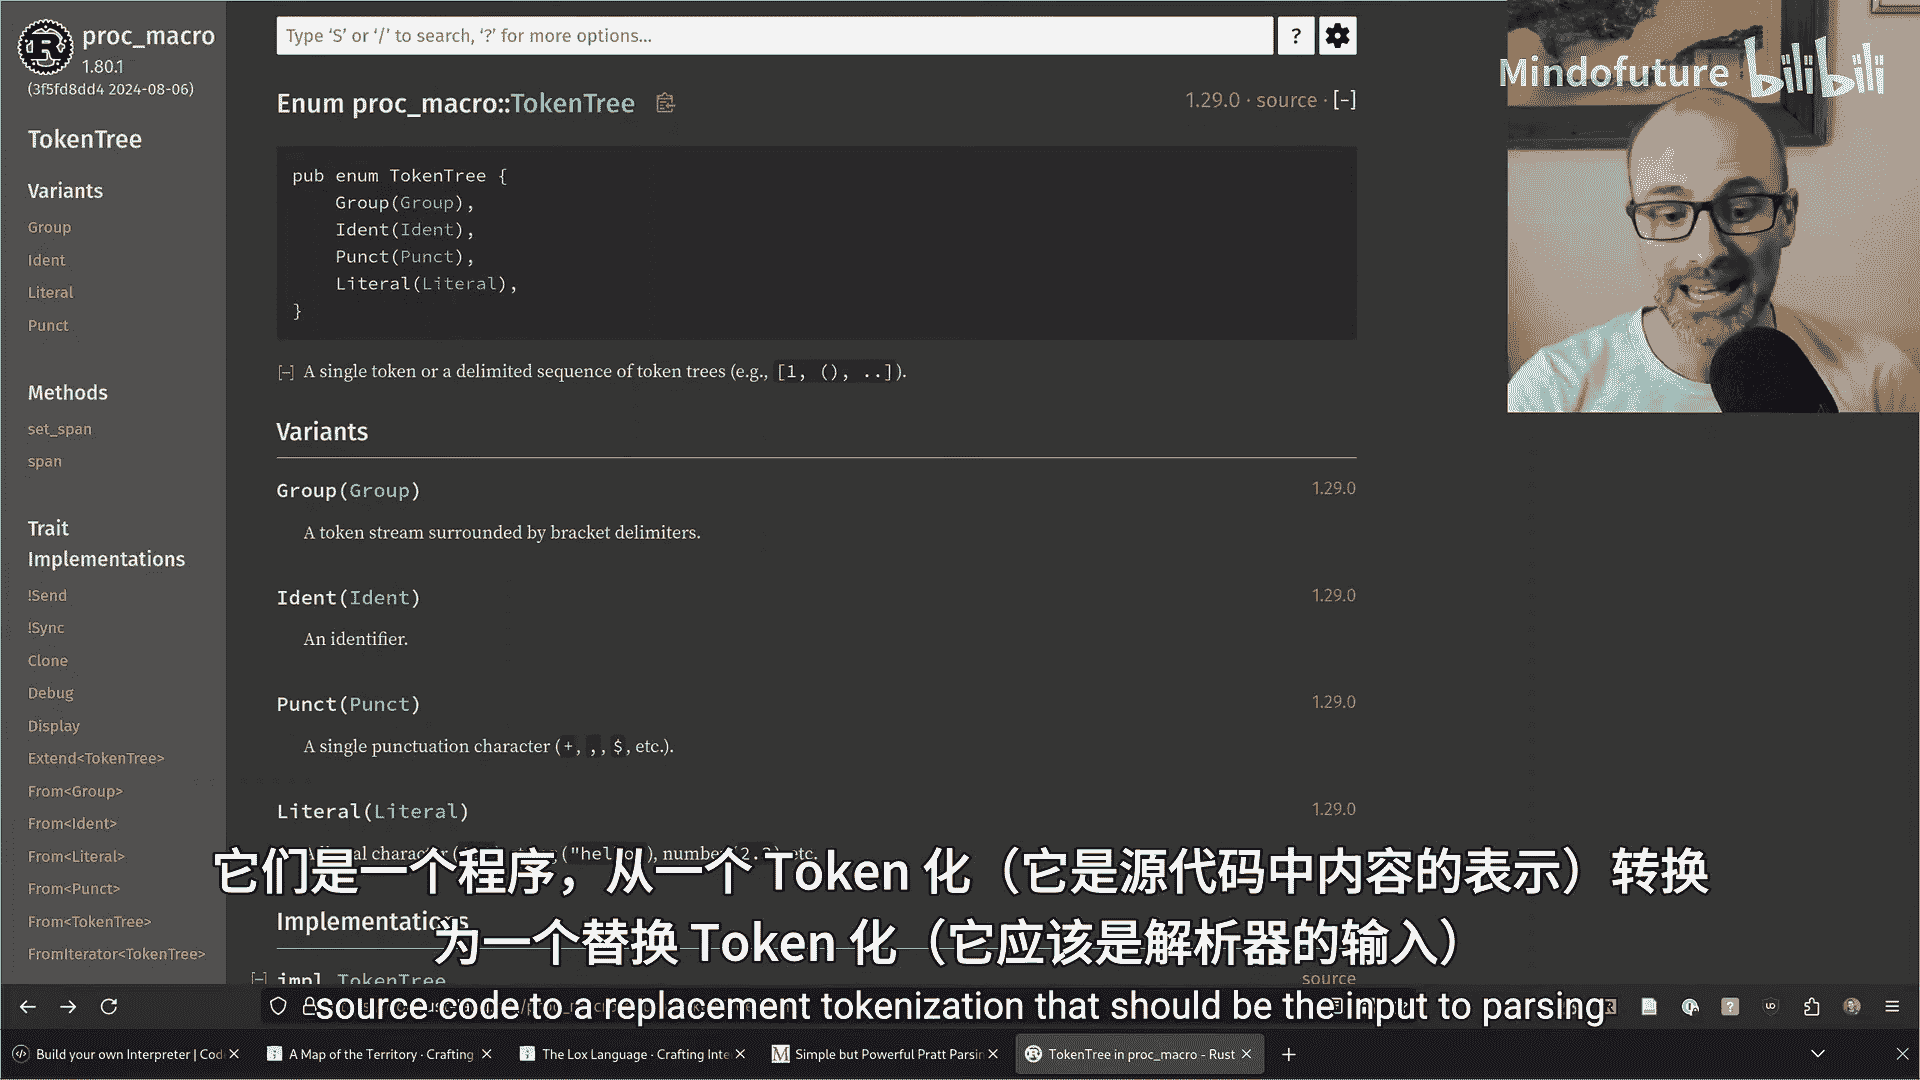 proc_macro
1.80.1
(3f5fd8dd4 2024-08-06)
TokenTree
Variants
Group
Ident
Literal
Punct
Methods
set_span
span
Trait
Implementations
!Send
!Sync
Clone
Debug
Display
Extend<TokenTree>
From<Group>
From<Ident>
From<Literal>
From<Punct>
From<TokenTree>
FromIterator<TokenTree>
Type ‘S’ or ‘/’ to search, ‘?’ for more options…
?
Enum proc_macro::TokenTree
1.29.0 · source · [-]
pub enum TokenTree {
Group(Group),
Ident(Ident),
Punct(Punct),
Literal(Literal),
}
[-] A single token or a delimited sequence of token trees (e.g., [1, (), ..]).
Variants
Group(Group) 1.29.0
A token stream surrounded by bracket delimiters.
Ident(Ident) 1.29.0
An identifier.
Punct(Punct) 1.29.0
A single punctuation character (+, ,, $, etc.).
Literal(Literal) 1.29.0
Implementations
[-] impl TokenTree
source
Mindofuture bilibili
它们是一个程序，从一个 Token 化（它是源代码中内容的表示）转换
为一个替换 Token 化（它应该是解析器的输入）
source code to a replacement tokenization that should be the input to parsing
Build your own Interpreter | Cod
A Map of the Territory · Crafting
The Lox Language · Crafting Inte
Simple but Powerful Pratt Parsin
TokenTree in proc_macro - Rust